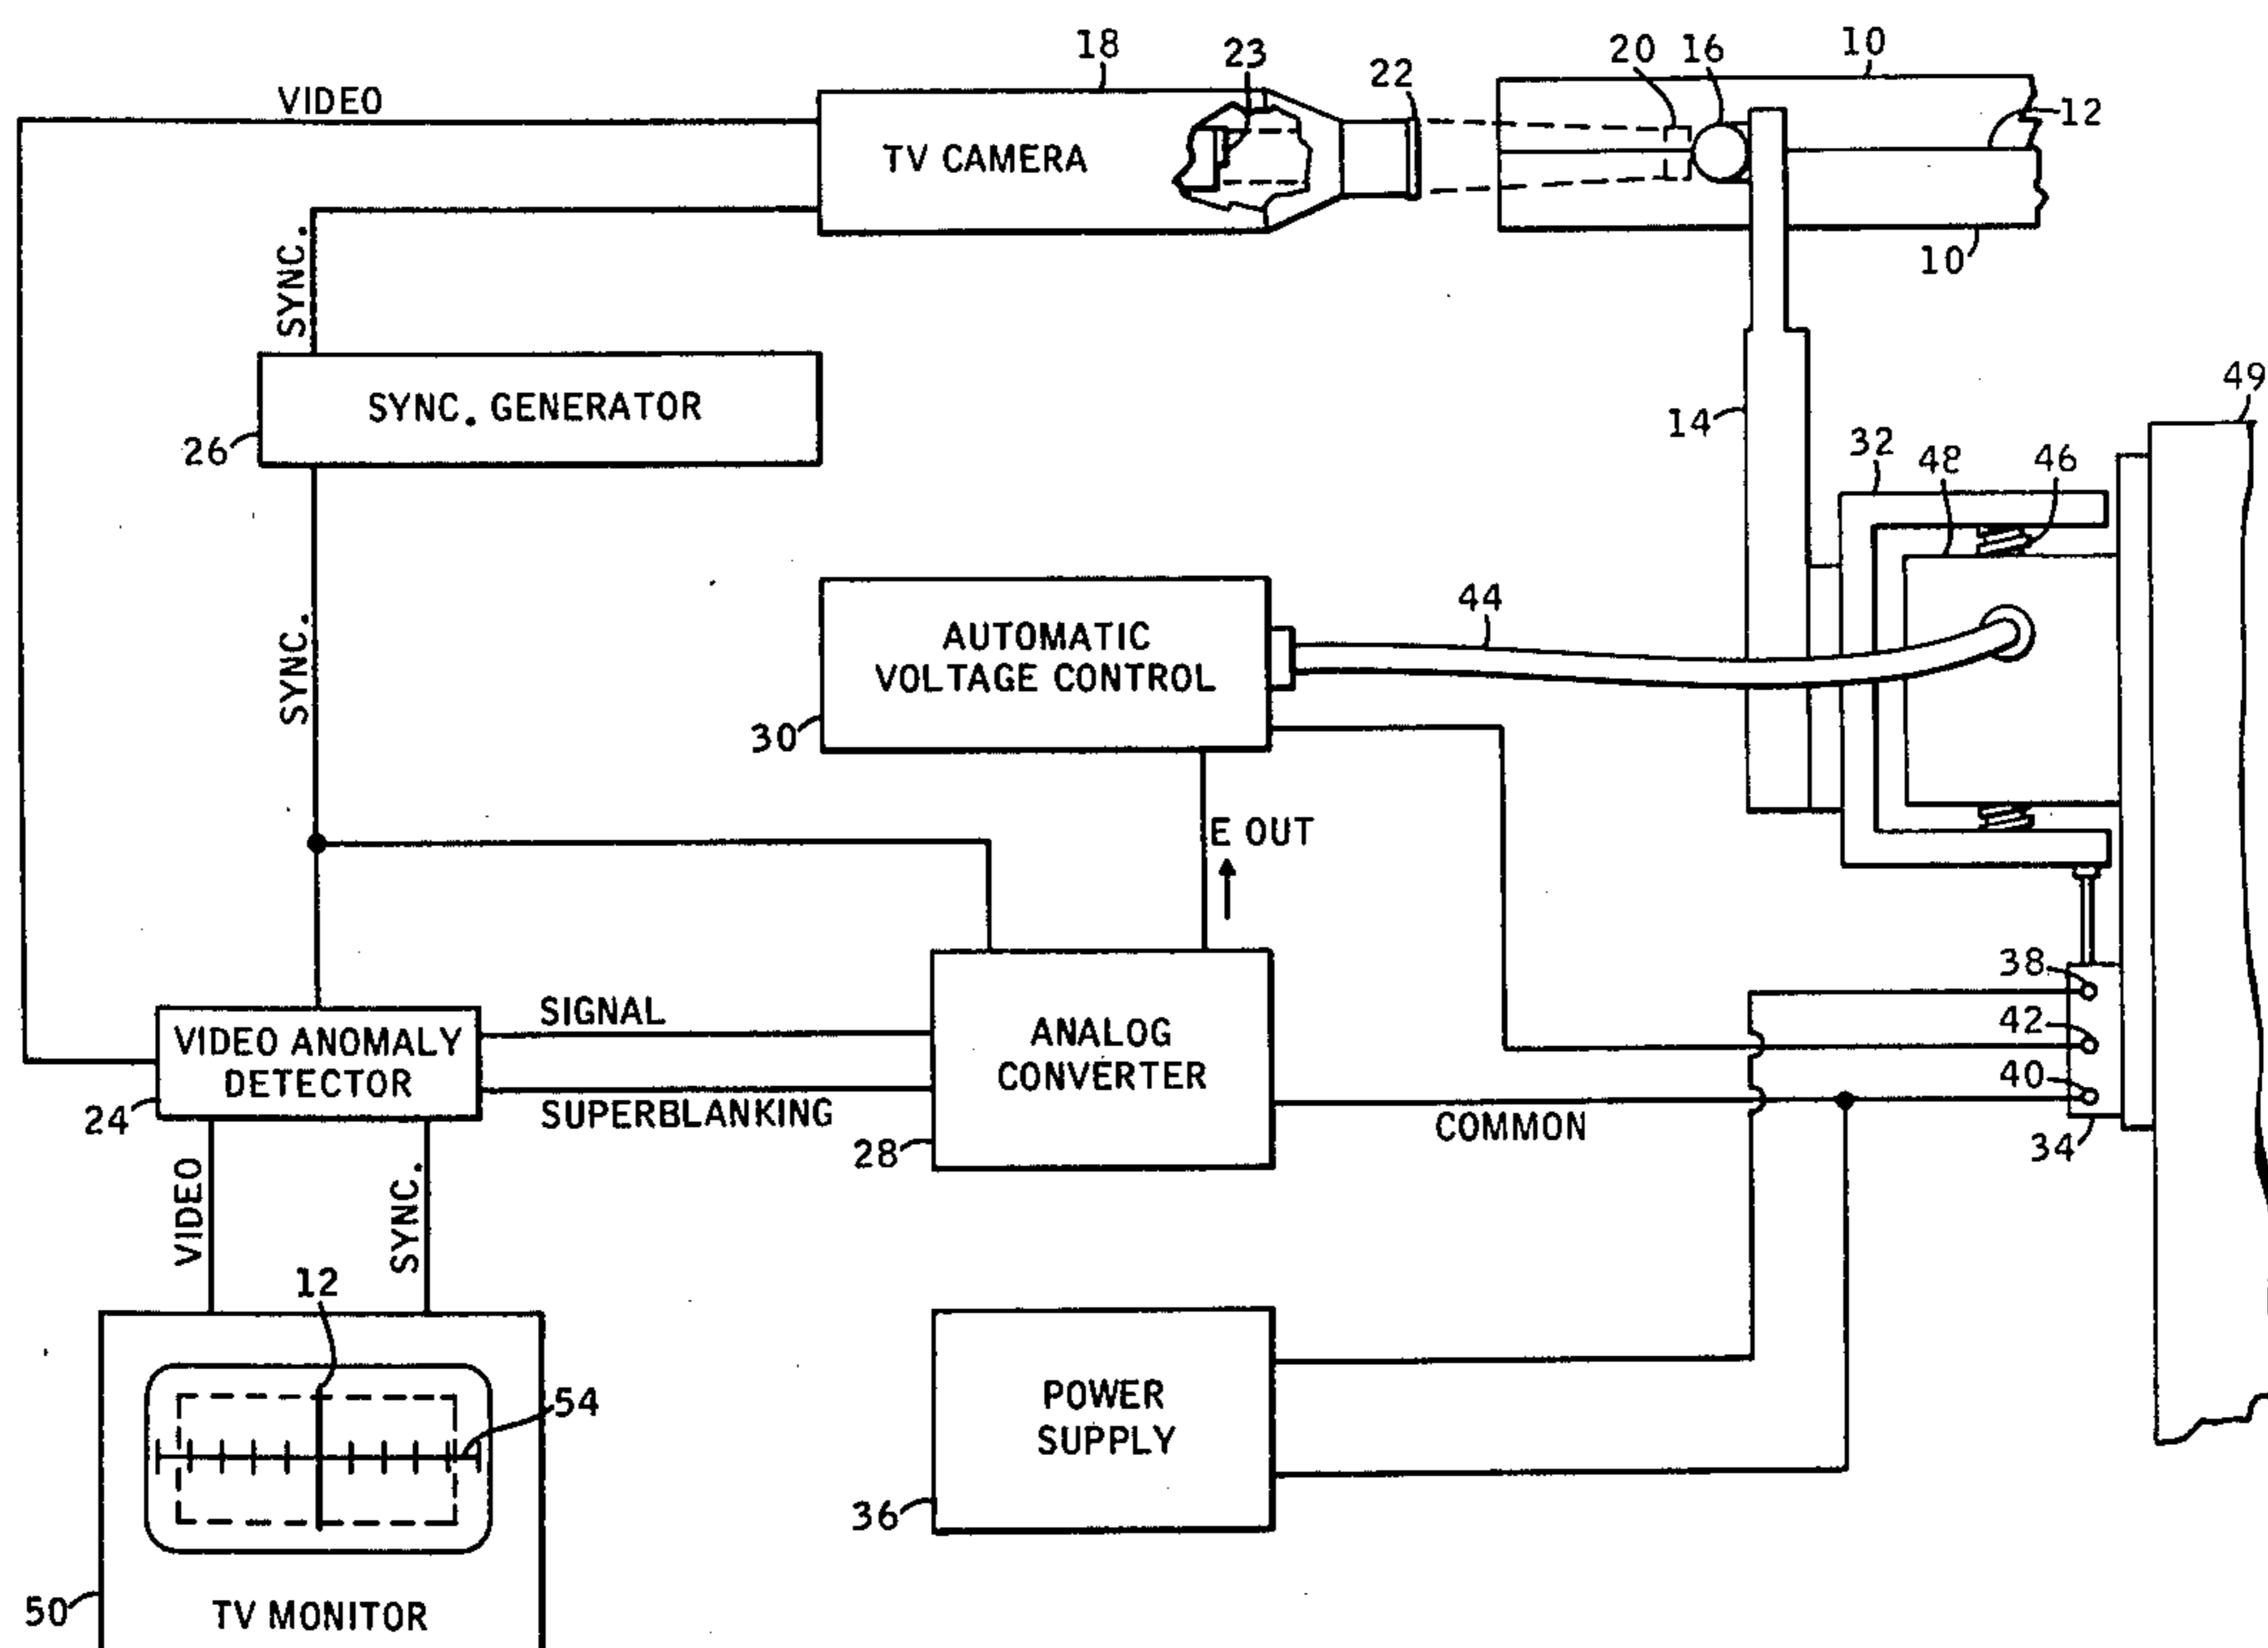 18
23
22
20
16
10
12
VIDEO
TV CAMERA
10
SYNC.
SYNC. GENERATOR
26
14
49
32
48
46
44
AUTOMATIC
VOLTAGE CONTROL
30
SYNC.
E OUT
38
42
40
34
SIGNAL
VIDEO ANOMALY
DETECTOR
24
SUPERBLANKING
ANALOG
CONVERTER
28
COMMON
VIDEO
SYNC.
12
54
POWER
SUPPLY
36
50
TV MONITOR